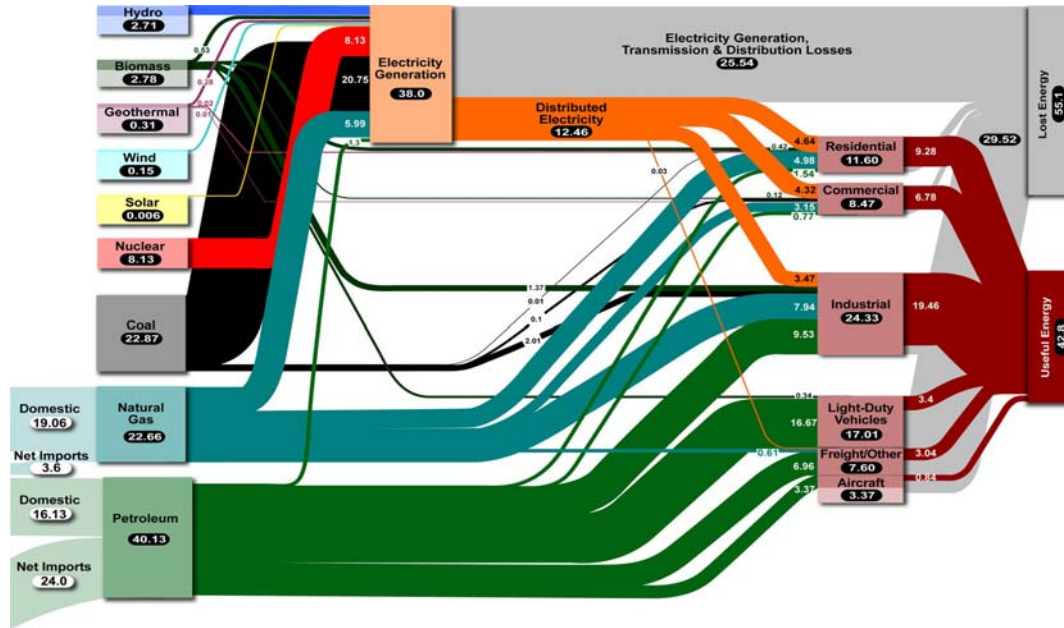 Hydro
2.71
Biomass
2.78
Geothermal
0.31
Wind
0.15
Solar
0.006
Nuclear
8.13
Coal
22.87
Domestic
19.06
Net Imports
3.6
Natural
Gas
22.66
Domestic
16.13
Net Imports
24.0
Petroleum
40.13
0.53
0.28
0.02
0.01
8.13
20.75
5.99
1.3
Electricity
Generation
38.0
Electricity Generation,
Transmission & Distribution Losses
25.54
Distributed
Electricity
12.46
0.03
0.42
0.12
1.37
0.01
0.1
2.01
0.34
0.61
4.64
4.98
1.54
Residential
11.60
9.28
4.32
3.15
0.77
Commercial
8.47
6.78
3.47
7.94
9.53
Industrial
24.33
19.46
16.67
Light-Duty
Vehicles
17.01
3.4
6.96
Freight/Other
7.60
3.04
3.37
Aircraft
3.37
0.84
29.52
Lost Energy
55.1
Useful Energy
42.8